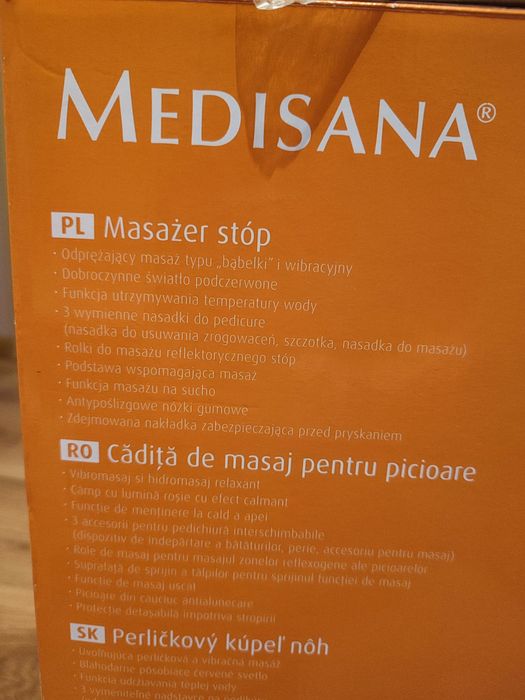 MEDISANA®
PL Masażer stóp
· Odprężający masaż typu „bąbelki" i wibracyjny
· Dobroczynne światło podczerwone
· Funkcja utrzymywania temperatury wody
· 3 wymienne nasadki do pedicure
(nasadka do usuwania zrogowaceń, szczotka, nasadka do masażu)
· Rolki do masażu reflektorycznego stóp
· Podstawa wspomagająca masaż
· Funkcja masażu na sucho
· Antypoślizgowe nóżki gumowe
· Zdejmowana nakładka zabezpieczająca przed pryskaniem
RO Cădiță de masaj pentru picioare
· Vibromasaj si hidromasaj relaxant
· Câmp cu lumină roșie cu efect calmant
· Funcție de menținere la cald a apei
· 3 accesorii pentru pedichiură interschimbabile
(dispozitiv de îndepărtare a bătăturilor, perie, accesoriu pentru masaj)
· Role de masaj pentru masajul zonelor reflexogene ale picioarelor
· Suprafață de sprijin a tălpilor pentru sprijinul funcției de masaj
· Funcție de masaj uscat
· Picioare din cauciuc antialunecare
· Protecție detașabilă împotriva stropirii
SK Perličkový kúpeľ nôh
· Uvoľňujúca perličková a vibračná masáž
· Blahodarne pôsobiace červené svetlo
· Funkcia udržiavania teplej vody
· 3 vymeniteľné nadstavce na